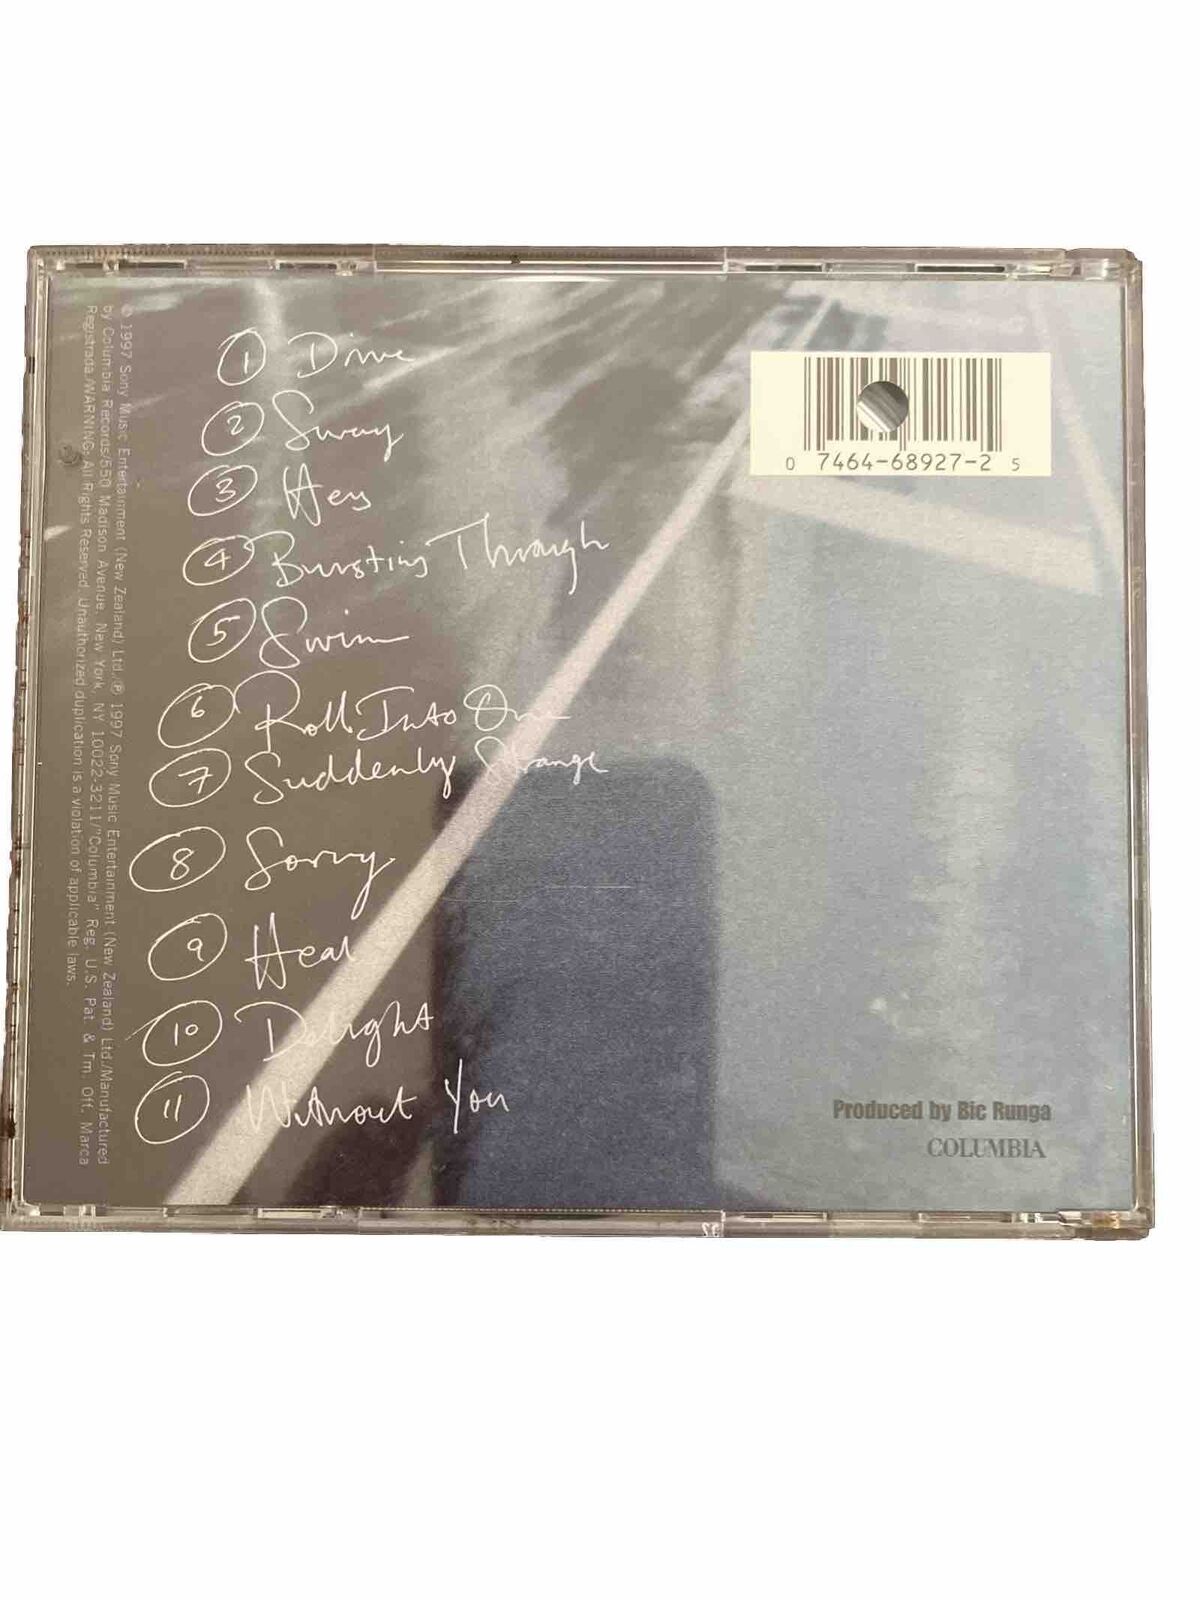 1 Drive
2 Sway
3 Hey
4 Bursting Through
5 Swim
6 Roll Into One
7 Suddenly Strange
8 Sorry
9 Heal
10 Delight
11 Without You
0 7464-68927-2 5
Produced by Bic Runga
COLUMBIA
© 1997 Sony Music Entertainment (New Zealand) Ltd./℗ 1997 Sony Music Entertainment (New Zealand) Ltd./Manufactured
by Columbia Records/550 Madison Avenue, New York, NY 10022-3211/"Columbia" Reg. U.S. Pat. & Tm. Off. Marca
Registrada./WARNING: All Rights Reserved. Unauthorized duplication is a violation of applicable laws.